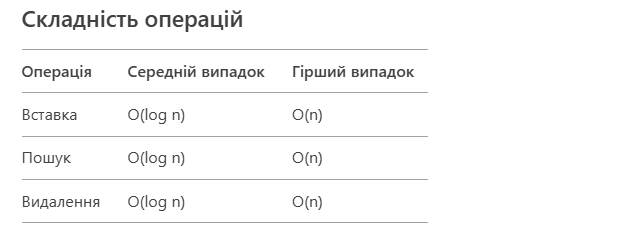 Складність операцій
Операція Середній випадок Гірший випадок
Вставка O(log n) O(n)
Пошук O(log n) O(n)
Видалення O(log n) O(n)